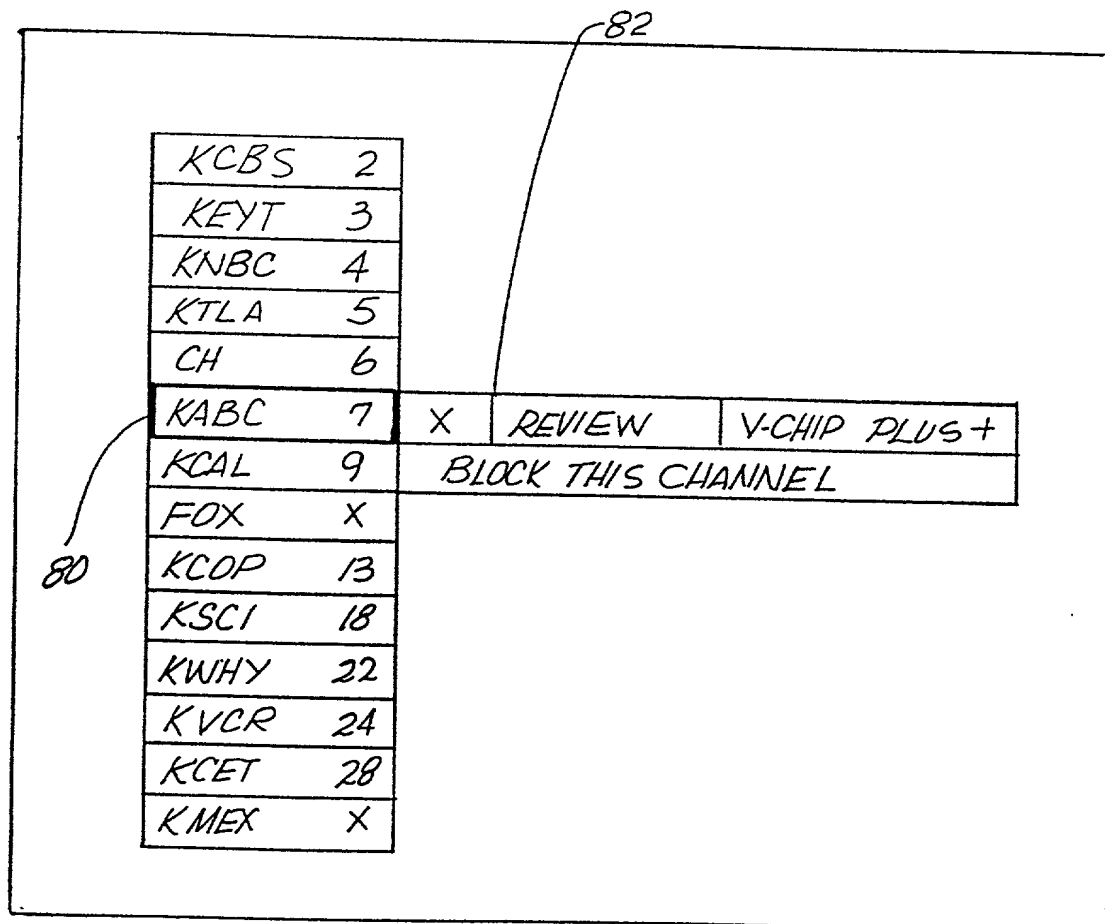 82
KCBS 2
KEYT 3
KNBC 4
KTLA 5
CH 6
KABC 7 X REVIEW V-CHIP PLUS+
KCAL 9 BLOCK THIS CHANNEL
FOX X
80
KCOP 13
KSCI 18
KWHY 22
KVCR 24
KCET 28
KMEX X